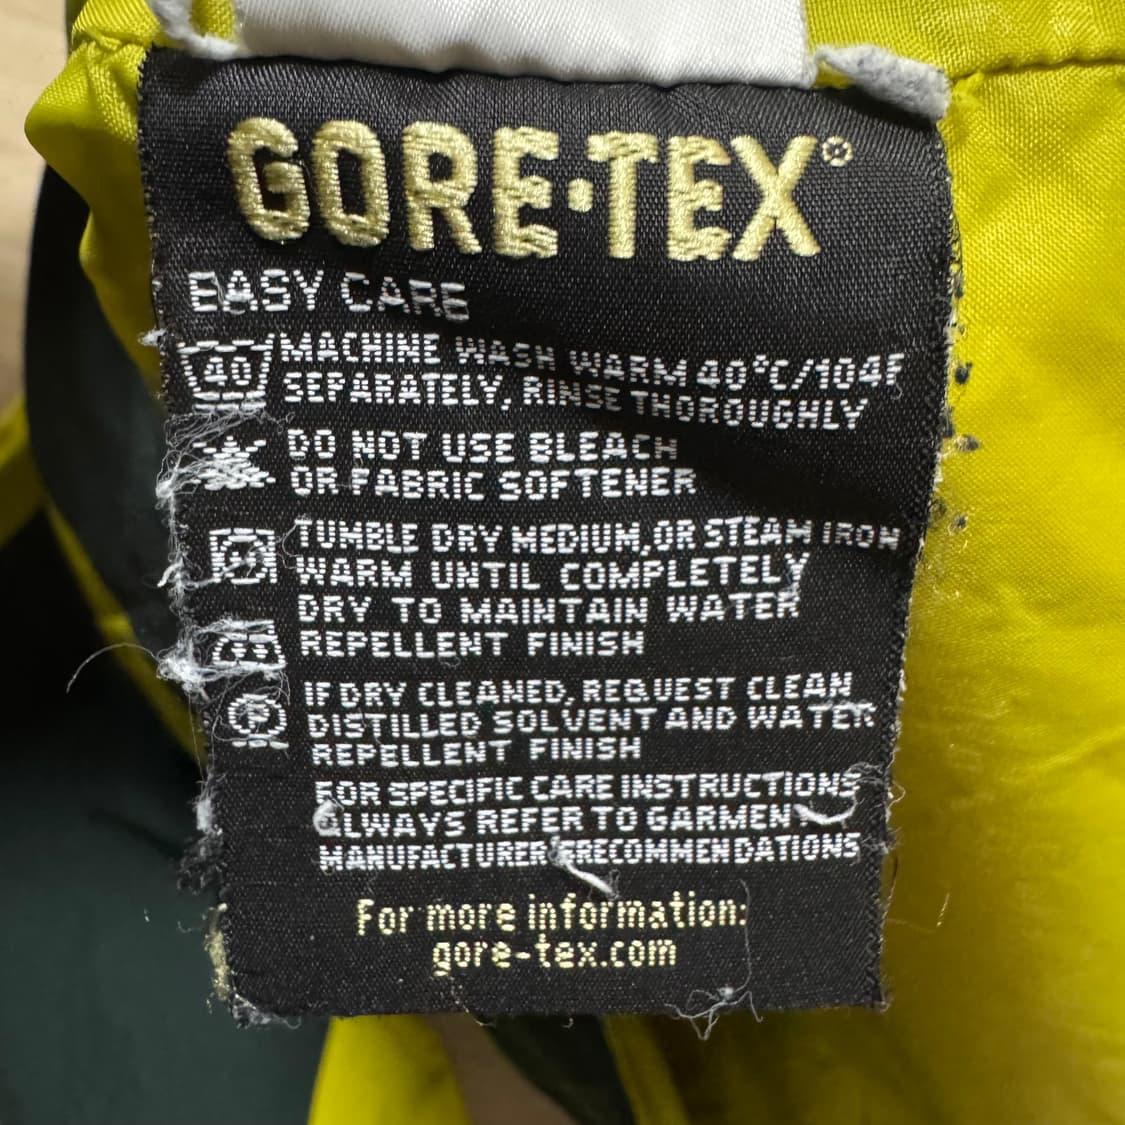 GORE-TEX®
EASY CARE
40 MACHINE WASH WARM 40°C/104F
SEPARATELY, RINSE THOROUGHLY
DO NOT USE BLEACH
OR FABRIC SOFTENER
TUMBLE DRY MEDIUM, OR STEAM IRON
WARM UNTIL COMPLETELY
DRY TO MAINTAIN WATER
REPELLENT FINISH
IF DRY CLEANED, REQUEST CLEAN
DISTILLED SOLVENT AND WATER
REPELLENT FINISH
FOR SPECIFIC CARE INSTRUCTIONS
ALWAYS REFER TO GARMENT
MANUFACTURER RECOMMENDATIONS
For more information:
gore-tex.com